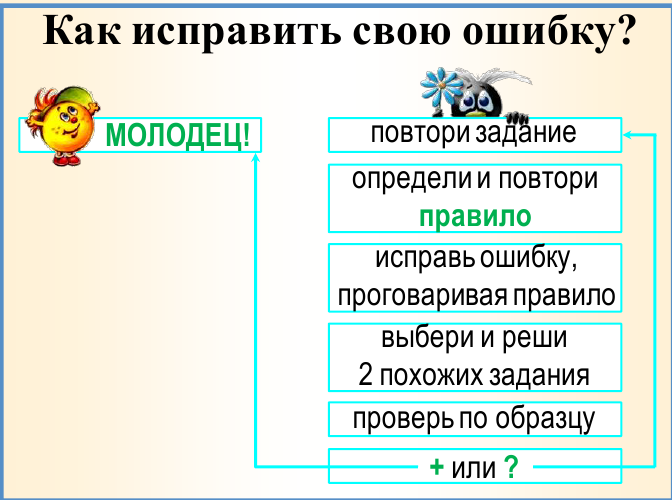 Как исправить свою ошибку?
МОЛОДЕЦ!
повтори задание
определи и повтори
правило
исправь ошибку,
проговаривая правило
выбери и реши
2 похожих задания
проверь по образцу
+ или ?